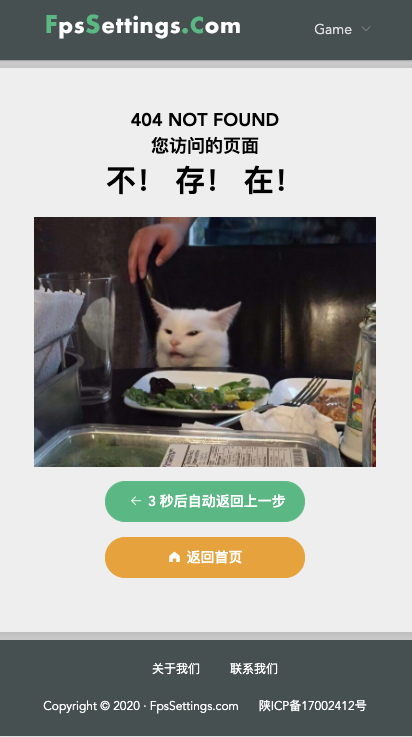 FpsSettings.Com
Game
404 NOT FOUND
您访问的页面
不！ 存！ 在！
3 秒后自动返回上一步
返回首页
关于我们 联系我们
Copyright © 2020 · FpsSettings.com 陕ICP备17002412号